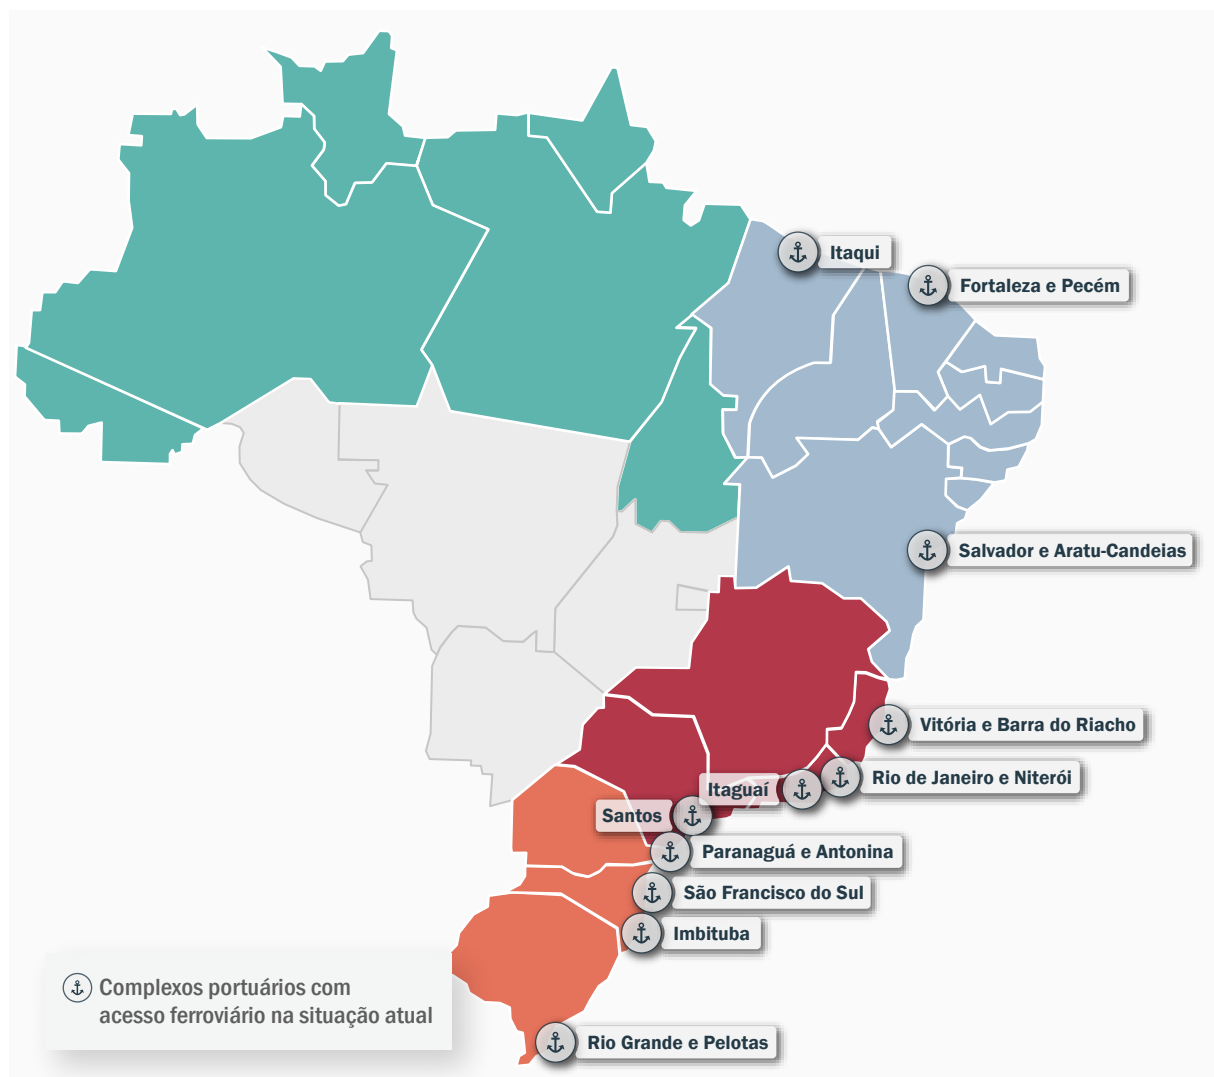 Itaqui
Fortaleza e Pecém
Salvador e Aratu-Candeias
Vitória e Barra do Riacho
Rio de Janeiro e Niterói
Itaguaí
Santos
Paranaguá e Antonina
São Francisco do Sul
Imbituba
Complexos portuários com
acesso ferroviário na situação atual
Rio Grande e Pelotas